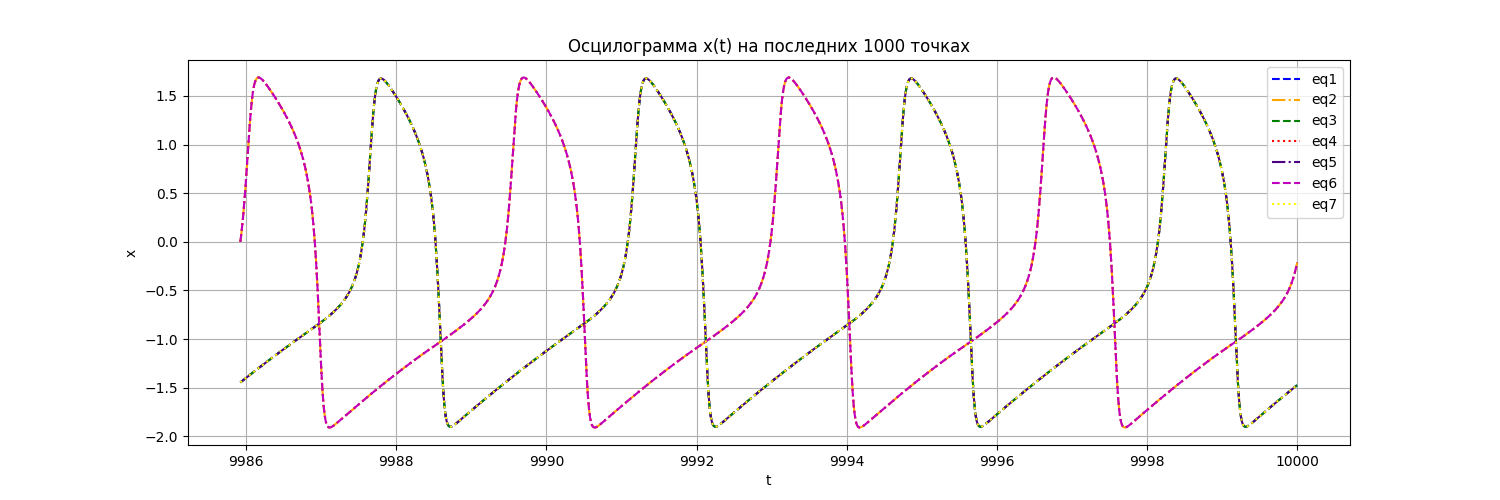 Осцилограмма x(t) на последних 1000 точках
x
1.5
1.0
0.5
0.0
−0.5
−1.0
−1.5
−2.0
eq1
eq2
eq3
eq4
eq5
eq6
eq7
9986
9988
9990
9992
9994
9996
9998
10000
t